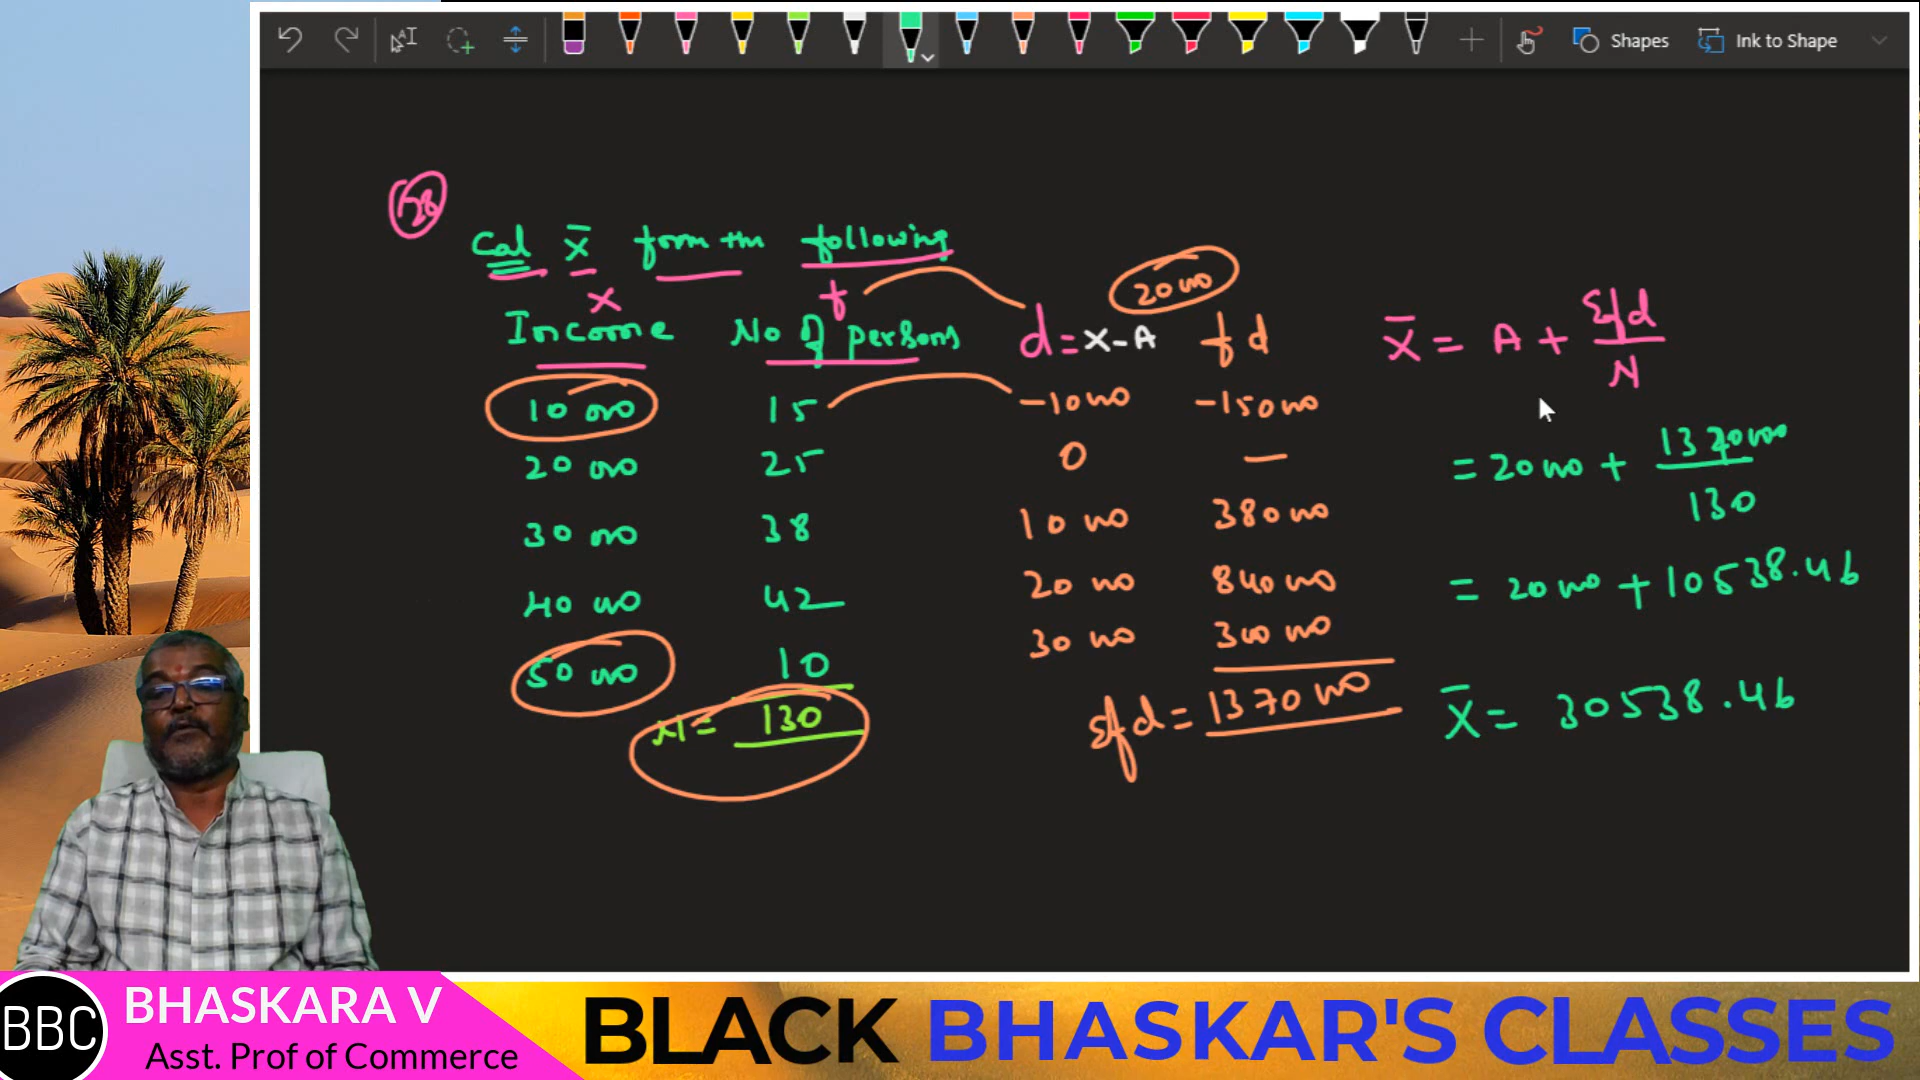 Shapes Ink to Shape
Cal x̄ from the following
x f 20000
Income No of persons d = X - A fd x̄ = A + Σfd / N
10000 15 -10000 -150000
20000 25 0 — = 20000 + 1370000 / 130
30000 38 10000 380000
40000 42 20000 840000 = 20000 + 10538.46
50000 10 30000 300000
N = 130 Σfd = 1370000 x̄ = 30538.46
BBC
BHASKARA V
Asst. Prof of Commerce
BLACK BHASKAR'S CLASSES